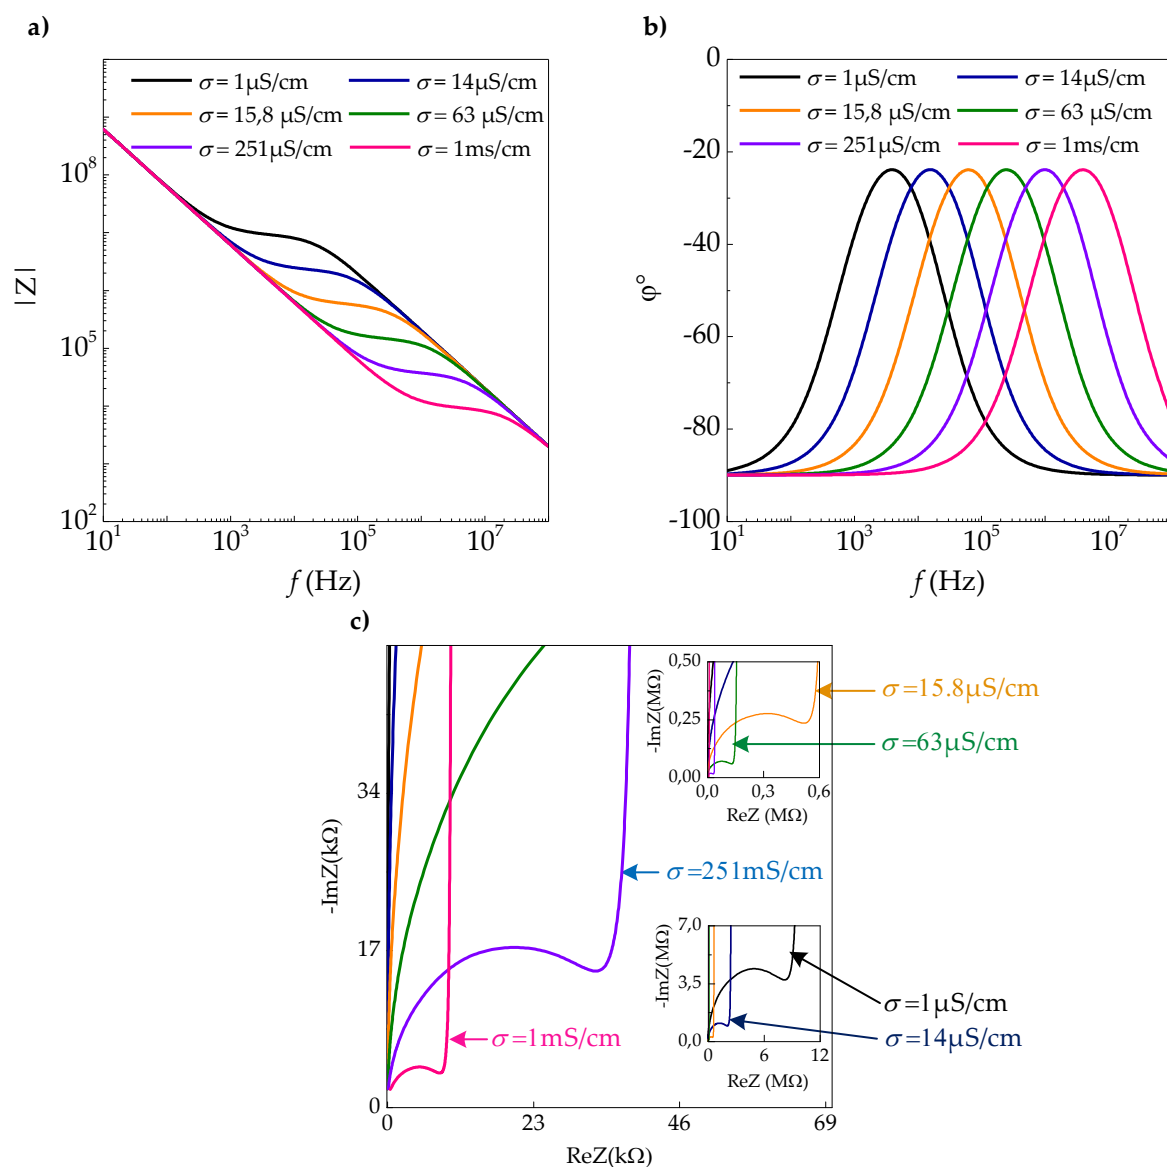 a)
σ = 1μS/cm σ = 14μS/cm
σ = 15,8 μS/cm σ = 63 μS/cm
σ = 251μS/cm σ = 1ms/cm
|Z|
10^8
10^5
10^2
10^1 10^3 10^5 10^7
f (Hz)
b)
σ = 1μS/cm σ = 14μS/cm
σ = 15,8 μS/cm σ = 63 μS/cm
σ = 251μS/cm σ = 1ms/cm
φ°
0
-20
-40
-60
-80
-100
10^1 10^3 10^5 10^7
f (Hz)
c)
-ImZ(kΩ)
34
17
0
0 23 46 69
ReZ(kΩ)
-ImZ(MΩ)
0,50
0,25
0,00
0,0 0,3 0,6
ReZ (MΩ)
σ=15.8μS/cm
σ=63μS/cm
σ=251mS/cm
-ImZ(MΩ)
7,0
3,5
0,0
0 6 12
ReZ (MΩ)
σ=1μS/cm
σ=14μS/cm
σ=1mS/cm